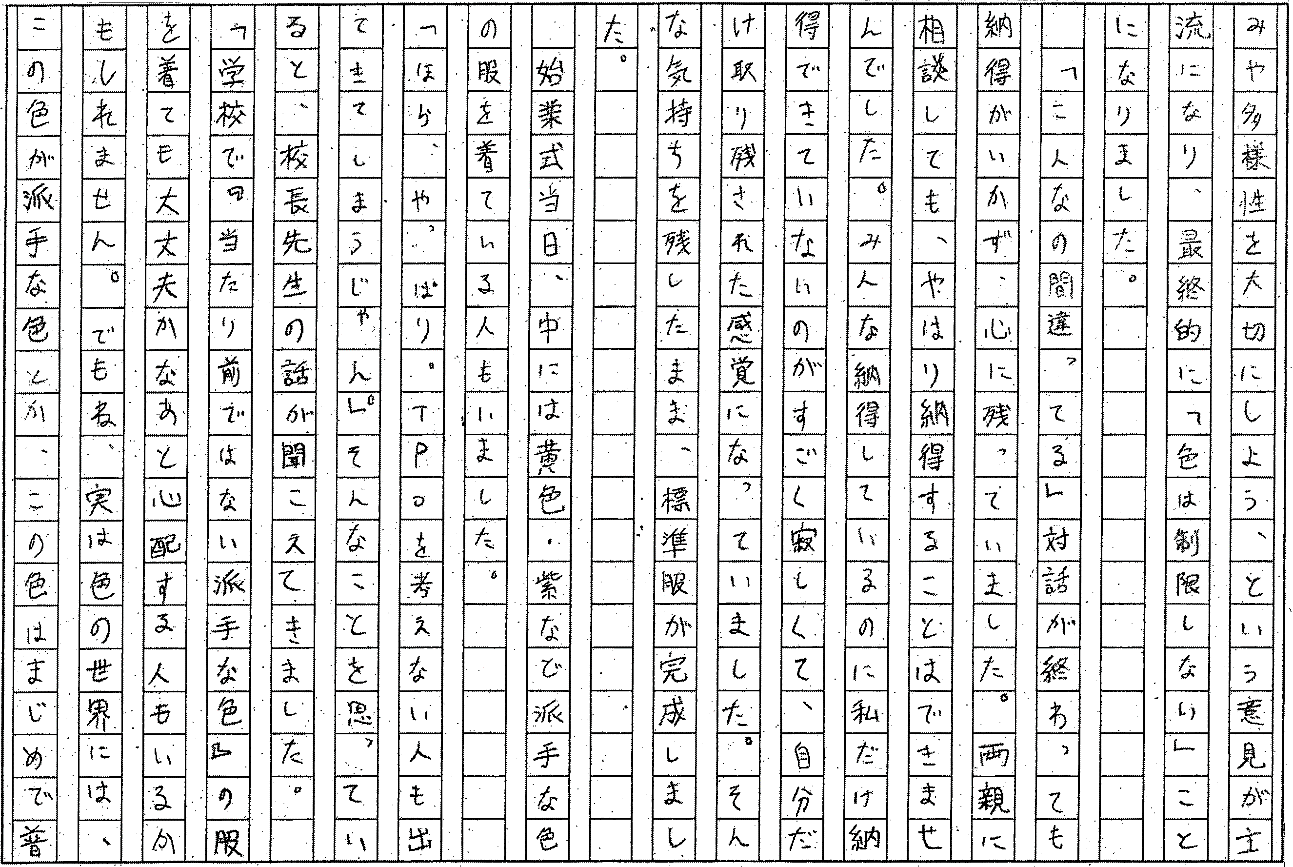 みや多様性を大切にしよう、という意見が主
流になり、最終的に「色は制限しない」こと
になりました。
「こんなの間違ってる」対話が終わっても
納得がいかず、心に残っていました。両親に
相談しても、やはり納得することはできませ
んでした。みんな納得しているのに私だけ納
得できていないのがすごく寂しくて、自分だ
け取り残された感覚になっていました。そん
な気持ちを残したまま、標準服が完成しまし
た。
始業式当日、中には黄色・紫なで派手な色
の服を着ている人もいました。
「ほら、やっぱり。TPOを考えない人も出
てきてしまうじゃん。」そんなことを思ってい
ると、校長先生の話が聞こえてきました。
「学校で『当たり前ではない派手な色』の服
を着ても大丈夫かなあと心配する人もいるか
もしれません。でもね、実は色の世界には、
この色が派手な色とか、この色はまじめで普